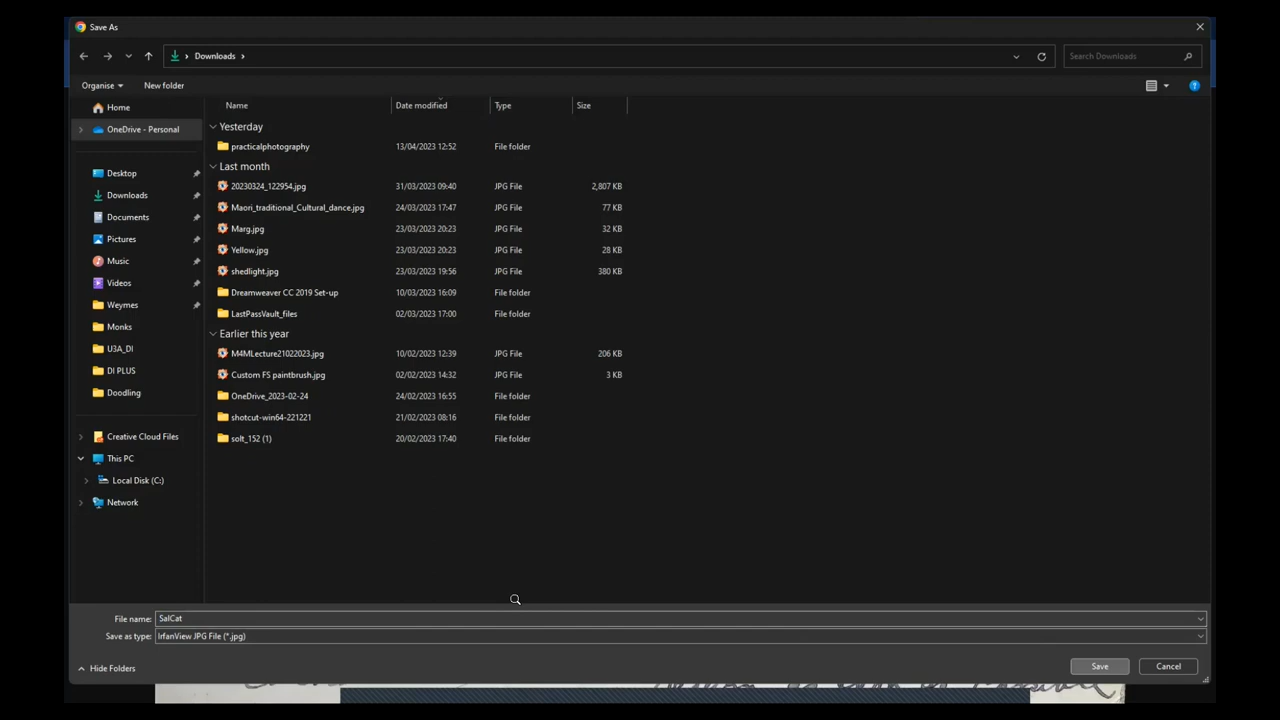 Save As
Downloads
Search Downloads
Organise
New folder
Name
Date modified
Type
Size
Home
OneDrive - Personal
Desktop
Downloads
Documents
Pictures
Music
Videos
Weymes
Monks
U3A_DI
DI PLUS
Doodling
Creative Cloud Files
This PC
Local Disk (C:)
Network
Yesterday
practicalphotography 13/04/2023 12:52 File folder
Last month
20230324_122954.jpg 31/03/2023 09:40 JPG File 2,807 KB
Maori_traditional_Cultural_dance.jpg 24/03/2023 17:47 JPG File 77 KB
Marg.jpg 23/03/2023 20:23 JPG File 32 KB
Yellow.jpg 23/03/2023 20:23 JPG File 28 KB
shedlight.jpg 23/03/2023 19:56 JPG File 380 KB
Dreamweaver CC 2019 Set-up 10/03/2023 16:09 File folder
LastPassVault_files 02/03/2023 17:00 File folder
Earlier this year
M4MLecture21022023.jpg 10/02/2023 12:39 JPG File 206 KB
Custom FS paintbrush.jpg 02/02/2023 14:32 JPG File 3 KB
OneDrive_2023-02-24 24/02/2023 16:55 File folder
shotcut-win64-221221 21/02/2023 08:16 File folder
solt_152 (1) 20/02/2023 17:40 File folder
File name: SalCat
Save as type: IrfanView JPG File (*.jpg)
Hide Folders
Save
Cancel